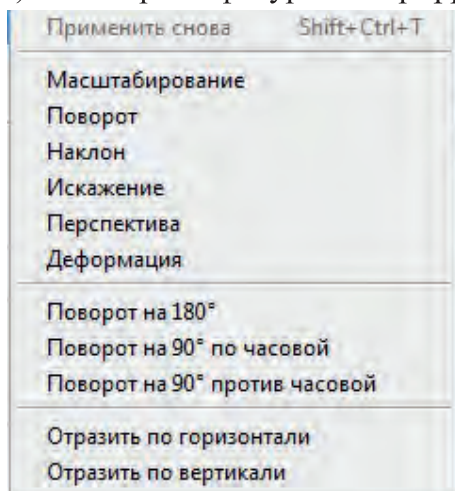 Применить снова Shift+Ctrl+T
Масштабирование
Поворот
Наклон
Искажение
Перспектива
Деформация
Поворот на 180°
Поворот на 90° по часовой
Поворот на 90° против часовой
Отразить по горизонтали
Отразить по вертикали